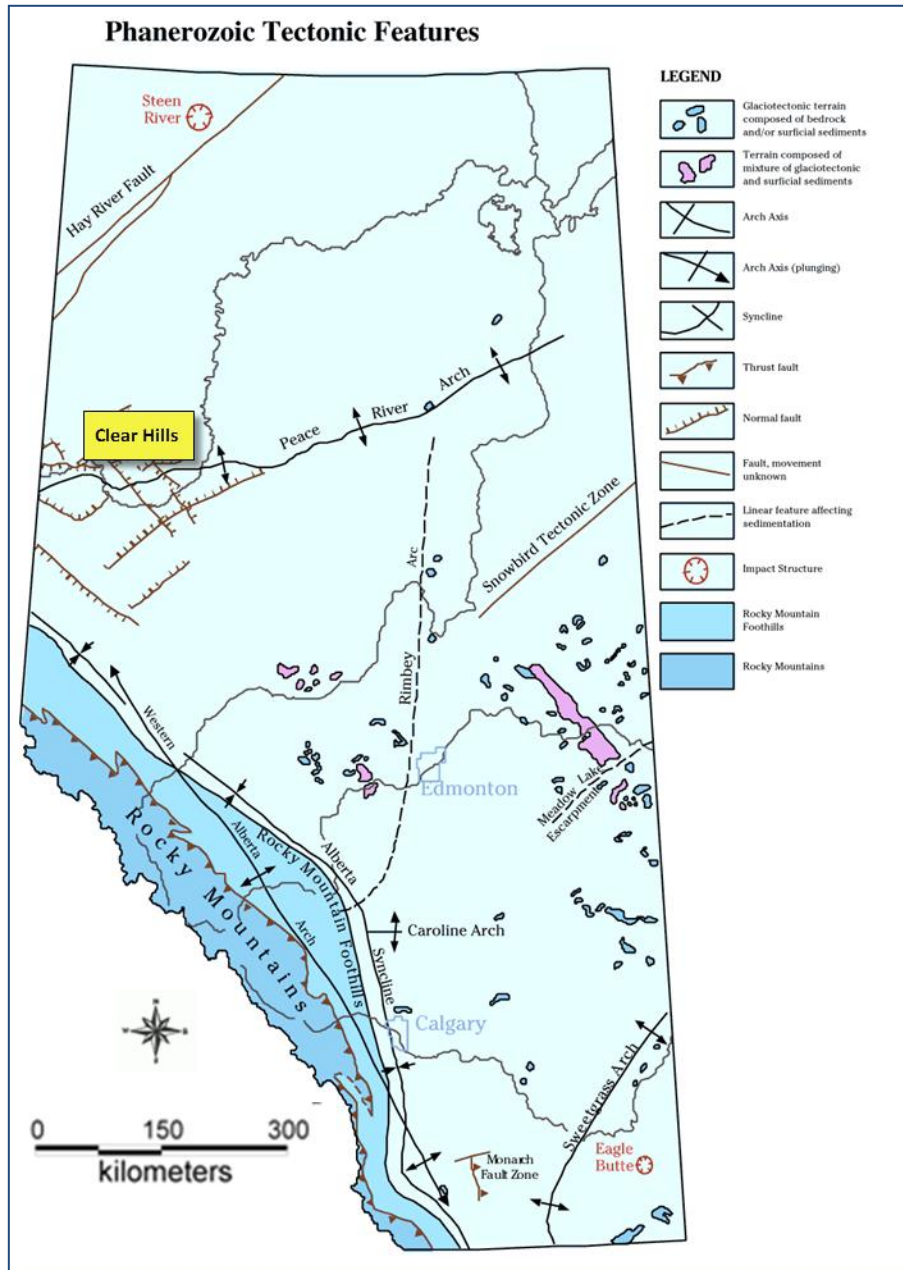 Phanerozoic Tectonic Features
Steen
River
Hay River Fault
Clear Hills
Peace River Arch
Snowbird Tectonic Zone
Rimbey Arc
Edmonton
Meadow Lake
Escarpment
Western Alberta Arch
Rocky Mountain Foothills
Rocky Mountains
Alberta Syncline
Caroline Arch
Calgary
Sweetgrass Arch
Eagle
Butte
Monarch
Fault Zone
N
W E
S
0 150 300
kilometers
LEGEND
Glaciotectonic terrain
composed of bedrock
and/or surficial sediments
Terrain composed of
mixture of glaciotectonic
and surficial sediments
Arch Axis
Arch Axis (plunging)
Syncline
Thrust fault
Normal fault
Fault, movement
unknown
Linear feature affecting
sedimentation
Impact Structure
Rocky Mountain
Foothills
Rocky Mountains